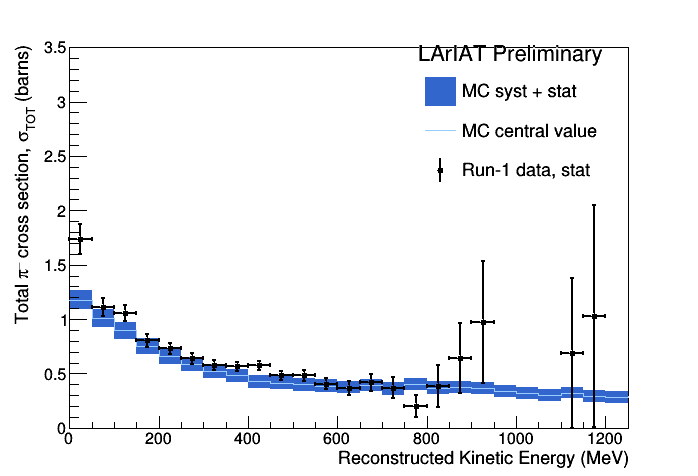 LArIAT Preliminary
MC syst + stat
MC central value
Run-1 data, stat
Total π⁻ cross section, σ_TOT (barns)
3.5
3
2.5
2
1.5
1
0.5
0
0 200 400 600 800 1000 1200
Reconstructed Kinetic Energy (MeV)